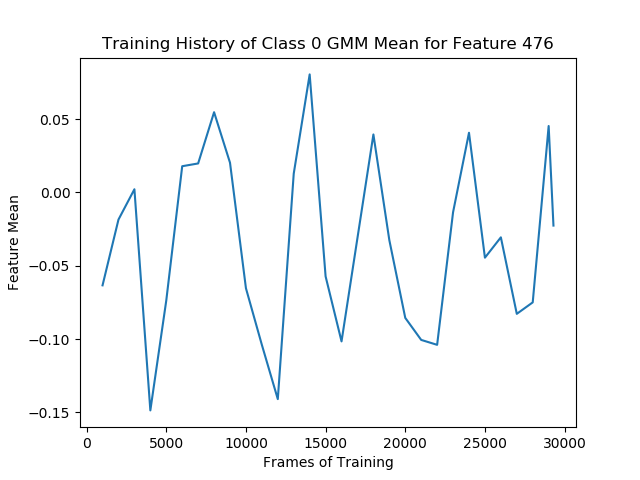 Training History of Class 0 GMM Mean for Feature 476
0.05
0.00
−0.05
−0.10
−0.15
Feature Mean
0 5000 10000 15000 20000 25000 30000
Frames of Training